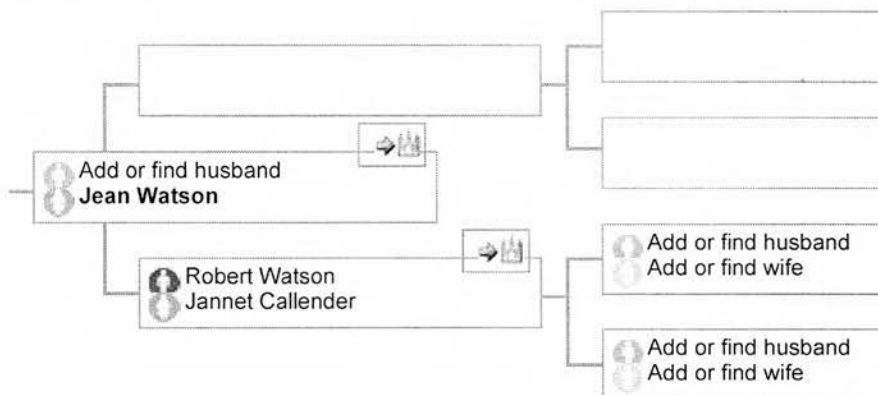 Add or find husband
Jean Watson
Robert Watson
Jannet Callender
Add or find husband
Add or find wife
Add or find husband
Add or find wife